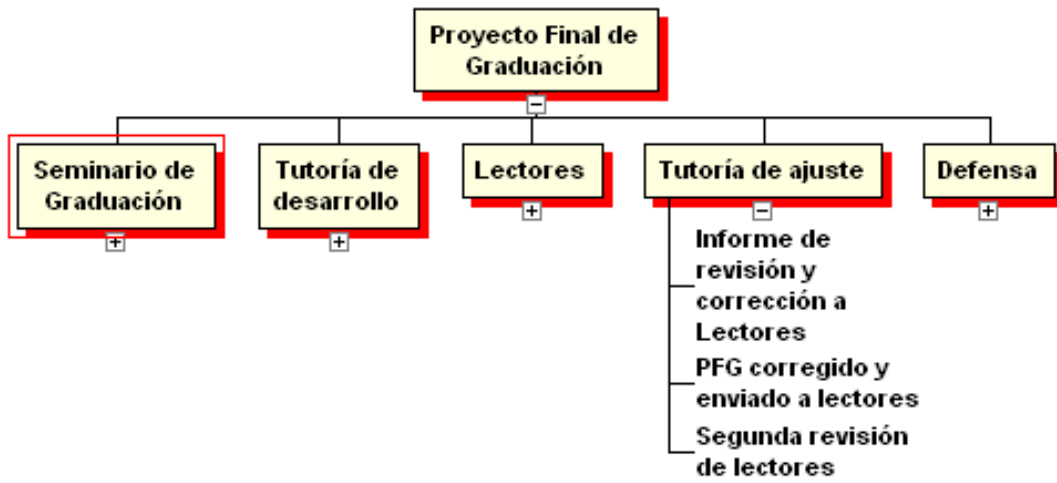 Proyecto Final de
Graduación
Seminario de
Graduación
Tutoría de
desarrollo
Lectores
Tutoría de ajuste
Defensa
Informe de
revisión y
corrección a
Lectores
PFG corregido y
enviado a lectores
Segunda revisión
de lectores